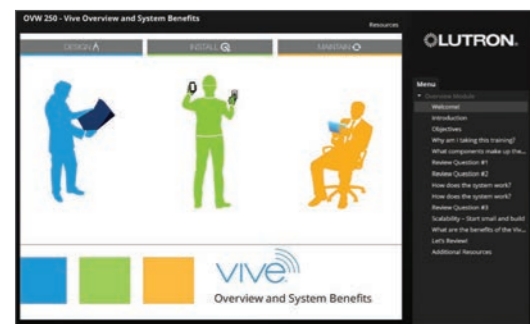 OVW 250 - Vive Overview and System Benefits
Resources
DESIGN
INSTALL
MAINTAIN
LUTRON.
Menu
Overview Module
Welcome!
Introduction
Objectives
Why am I taking this training?
What components make up the...
Review Question #1
Review Question #2
How does the system work?
How does the system work?
Review Question #3
Scalability – Start small and build!
What are the benefits of the Viv...
Let's Review!
Additional Resources
vive
Overview and System Benefits